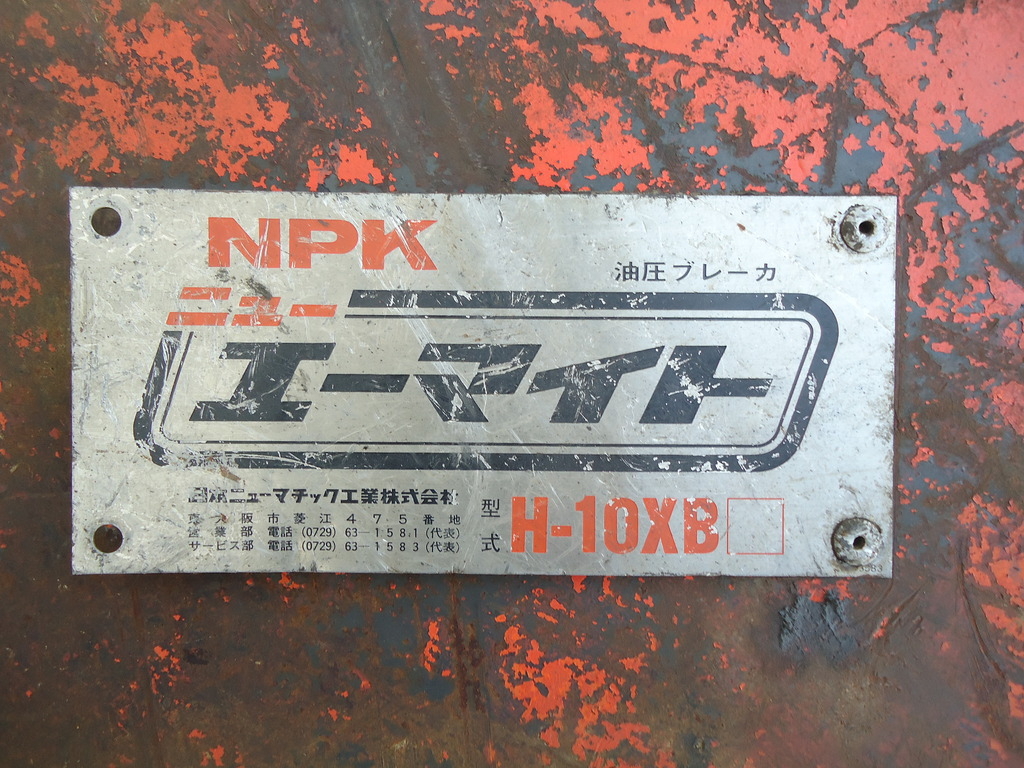 NPK
油圧ブレーカ
ニュー
エーマイト
日本ニューマチック工業株式会社
東大阪市菱江475番地
営業部 電話(0729)63-1581(代表)
サービス部 電話(0729)63-1583(代表)
型式 H-10XB